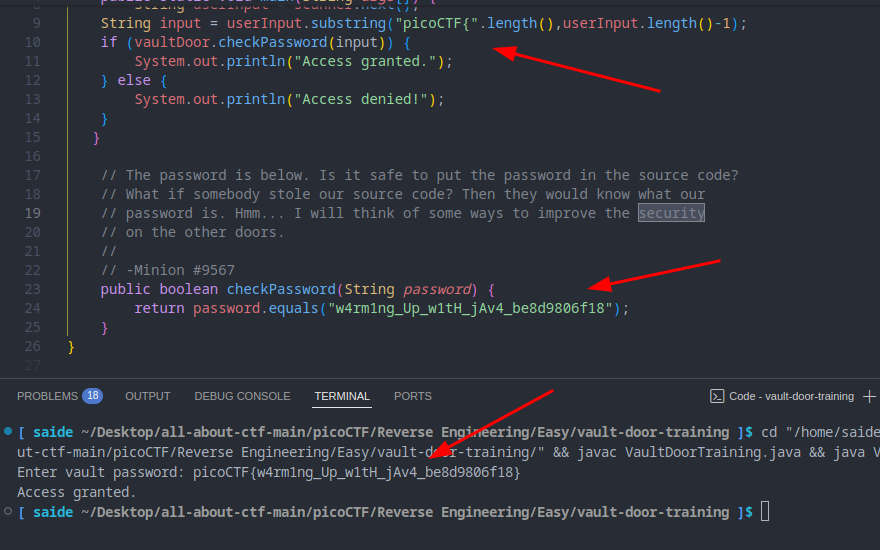 8 String userInput = scanner.next();
9 String input = userInput.substring("picoCTF{".length(),userInput.length()-1);
10 if (vaultDoor.checkPassword(input)) {
11 System.out.println("Access granted.");
12 } else {
13 System.out.println("Access denied!");
14 }
15 }
16
17 // The password is below. Is it safe to put the password in the source code?
18 // What if somebody stole our source code? Then they would know what our
19 // password is. Hmm... I will think of some ways to improve the security
20 // on the other doors.
21 //
22 // -Minion #9567
23 public boolean checkPassword(String password) {
24 return password.equals("w4rm1ng_Up_w1tH_jAv4_be8d9806f18");
25 }
26 }
27
PROBLEMS 18 OUTPUT DEBUG CONSOLE TERMINAL PORTS Code - vault-door-training
[ saide ~/Desktop/all-about-ctf-main/picoCTF/Reverse Engineering/Easy/vault-door-training ]$ cd "/home/saide
ut-ctf-main/picoCTF/Reverse Engineering/Easy/vault-door-training/" && javac VaultDoorTraining.java && java V
Enter vault password: picoCTF{w4rm1ng_Up_w1tH_jAv4_be8d9806f18}
Access granted.
[ saide ~/Desktop/all-about-ctf-main/picoCTF/Reverse Engineering/Easy/vault-door-training ]$